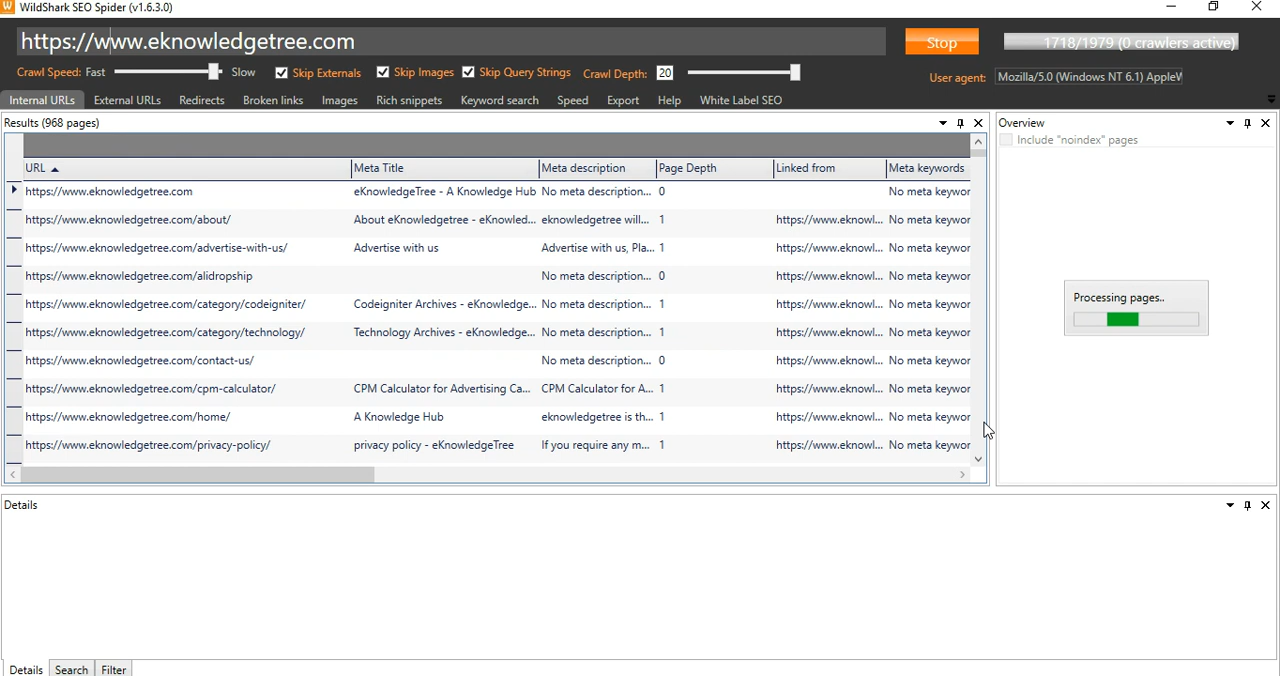 W WildShark SEO Spider (v1.6.3.0)
https://www.eknowledgetree.com Stop 1718/1979 (0 crawlers active)
Crawl Speed: Fast Slow Skip Externals Skip Images Skip Query Strings Crawl Depth: 20 User agent: Mozilla/5.0 (Windows NT 6.1) AppleW
Internal URLs External URLs Redirects Broken links Images Rich snippets Keyword search Speed Export Help White Label SEO
Results (968 pages) Overview
Include "noindex" pages
URL Meta Title Meta description Page Depth Linked from Meta keywords
https://www.eknowledgetree.com eKnowledgeTree - A Knowledge Hub No meta description... 0 No meta keywor
https://www.eknowledgetree.com/about/ About eKnowledgetree - eKnowled... eknowledgetree will... 1 https://www.eknowl... No meta keywor
https://www.eknowledgetree.com/advertise-with-us/ Advertise with us Advertise with us, Pla... 1 https://www.eknowl... No meta keywor
https://www.eknowledgetree.com/alidropship No meta description... 0 https://www.eknowl... No meta keywor
https://www.eknowledgetree.com/category/codeigniter/ Codeigniter Archives - eKnowledge... No meta description... 1 https://www.eknowl... No meta keywor
Processing pages..
https://www.eknowledgetree.com/category/technology/ Technology Archives - eKnowledge... No meta description... 1 https://www.eknowl... No meta keywor
https://www.eknowledgetree.com/contact-us/ No meta description... 0 https://www.eknowl... No meta keywor
https://www.eknowledgetree.com/cpm-calculator/ CPM Calculator for Advertising Ca... CPM Calculator for A... 1 https://www.eknowl... No meta keywor
https://www.eknowledgetree.com/home/ A Knowledge Hub eknowledgetree is th... 1 https://www.eknowl... No meta keywor
https://www.eknowledgetree.com/privacy-policy/ privacy policy - eKnowledgeTree If you require any m... 1 https://www.eknowl... No meta keywor
Details
Details Search Filter